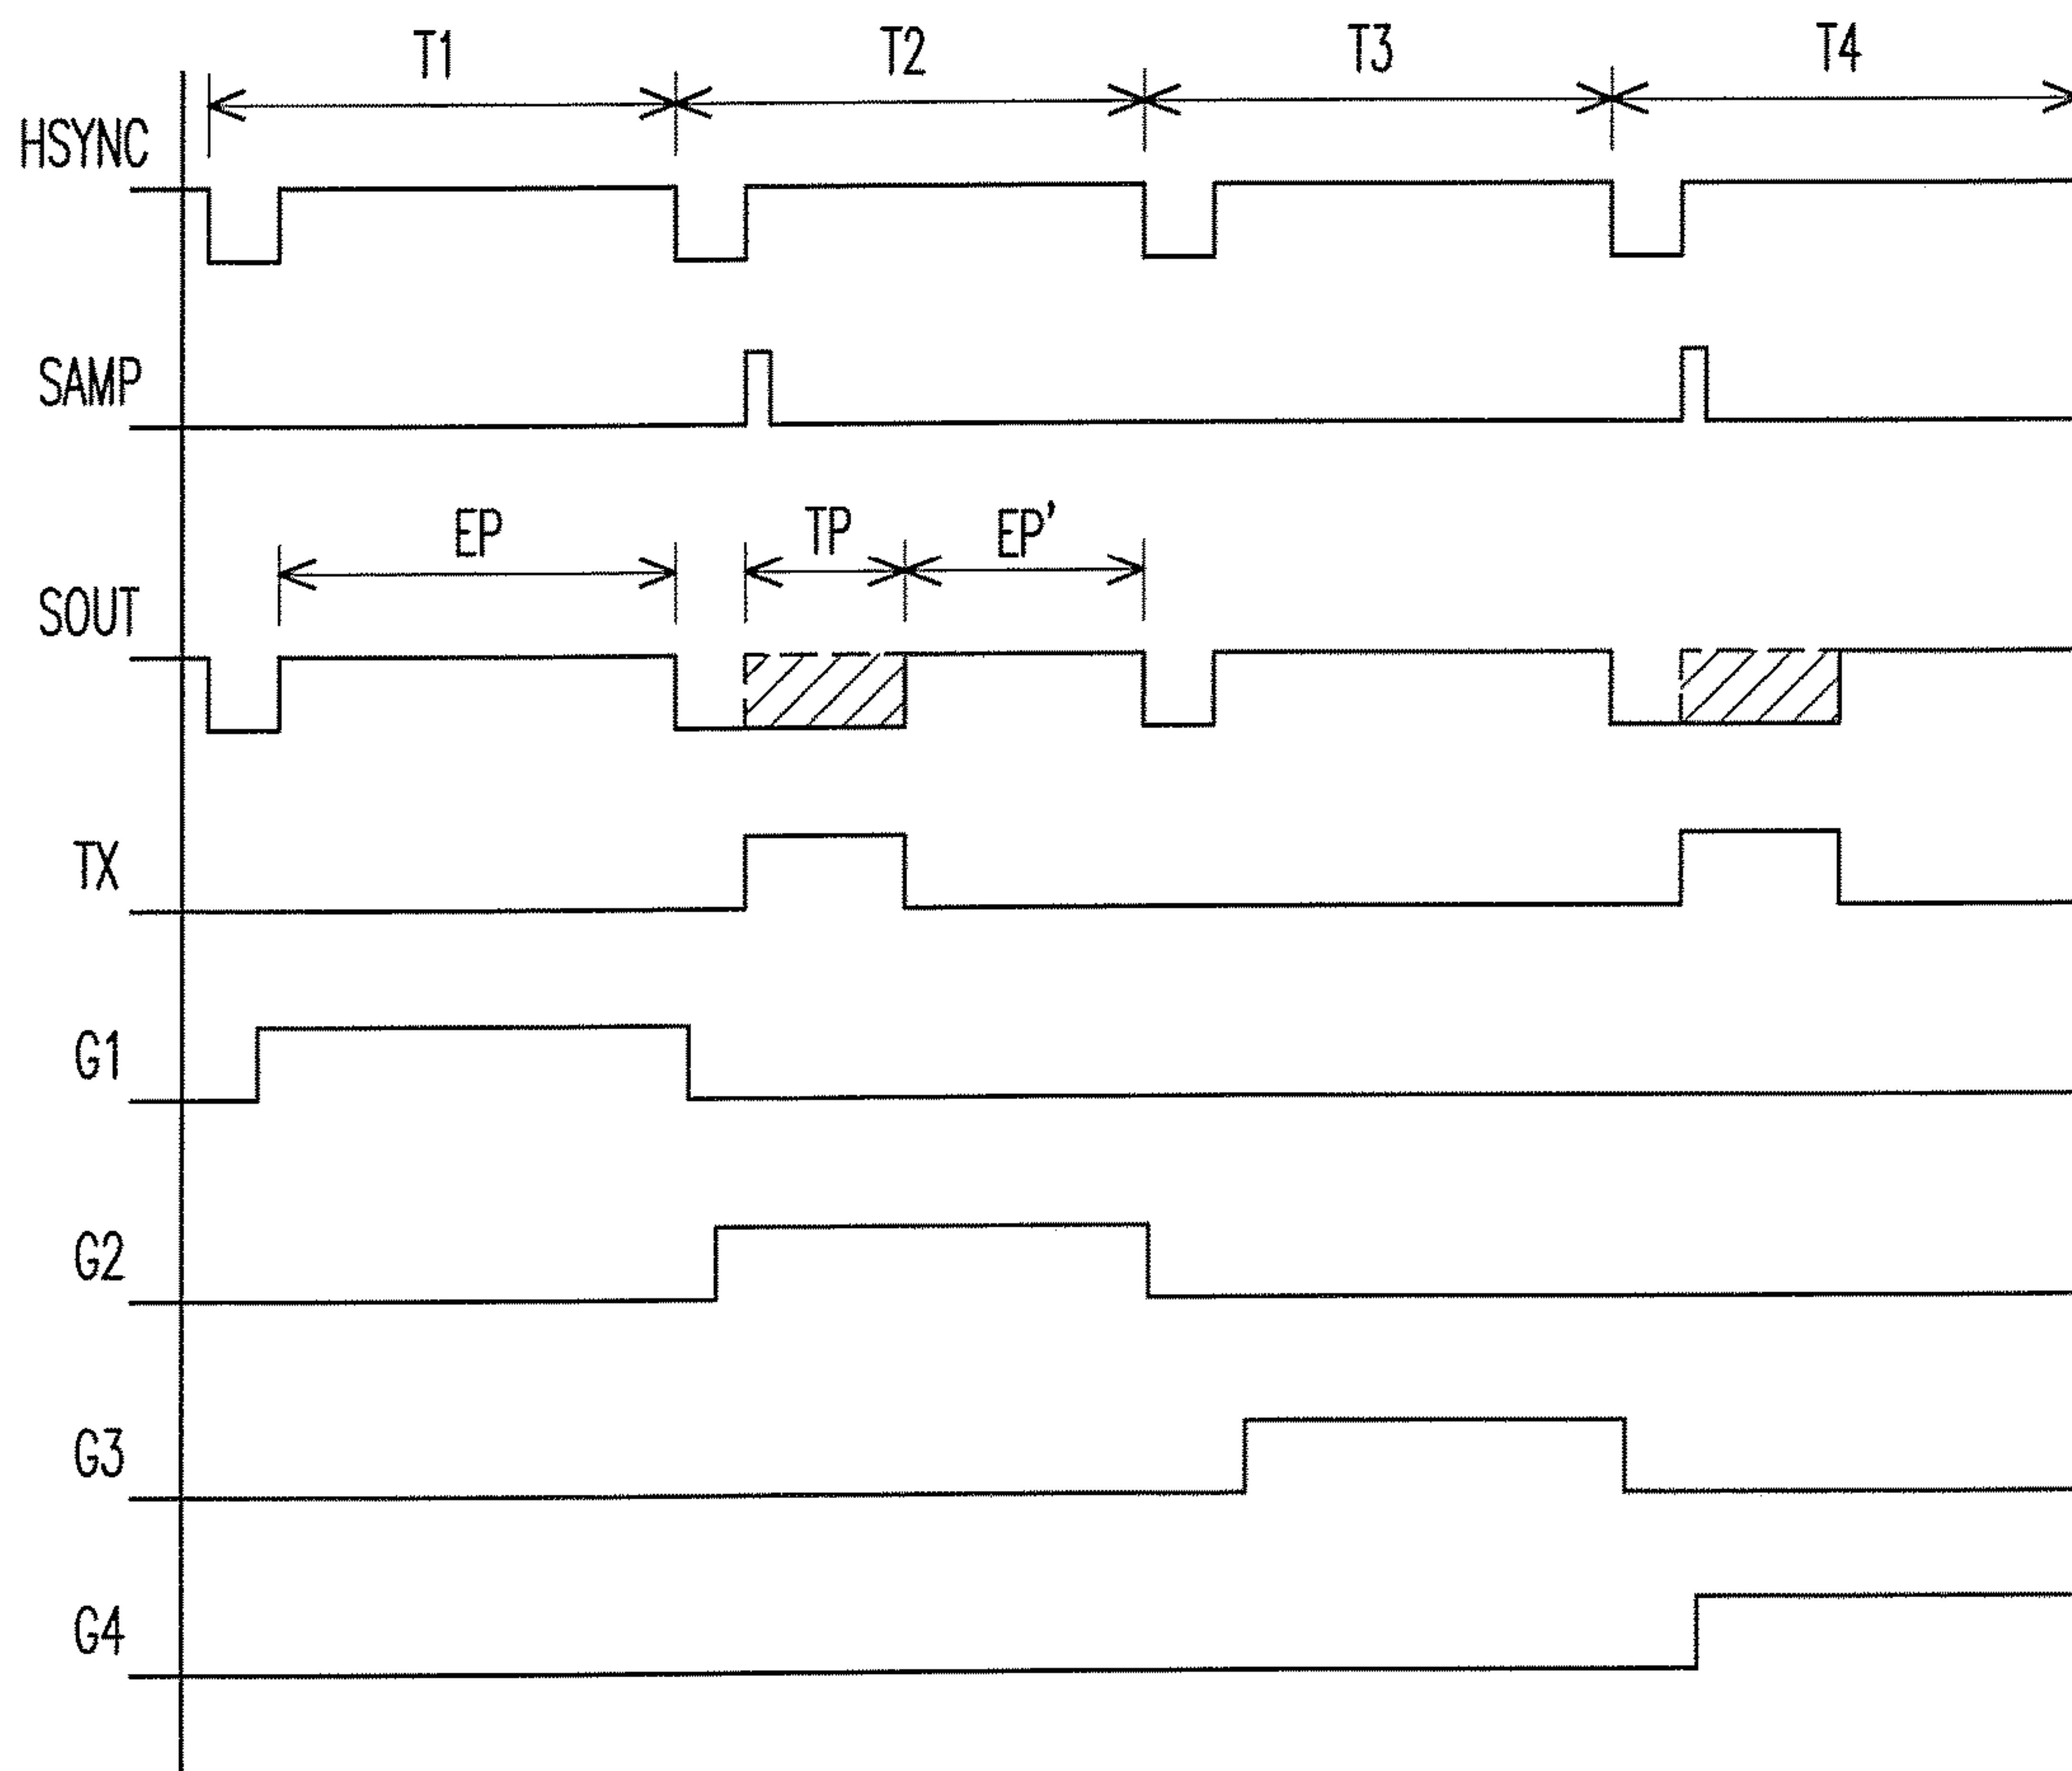 T1 T2 T3 T4
HSYNC
SAMP
EP TP EP'
SOUT
TX
G1
G2
G3
G4